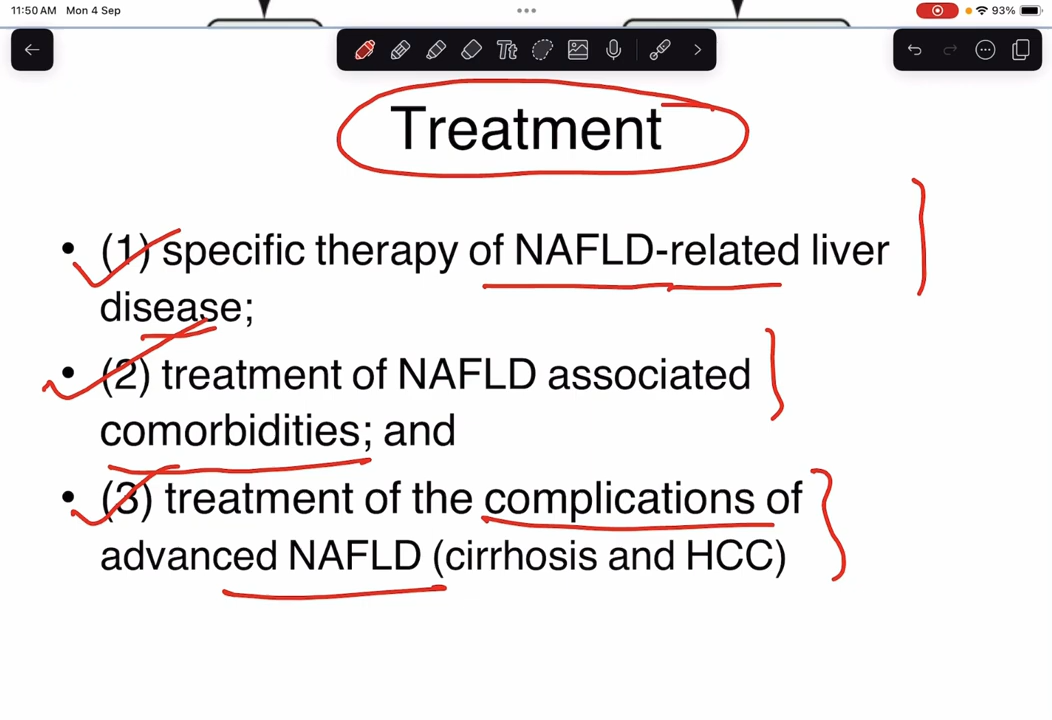 11:50 AM Mon 4 Sep
93%
Tt
Treatment
• (1) specific therapy of NAFLD-related liver
disease;
• (2) treatment of NAFLD associated
comorbidities; and
• (3) treatment of the complications of
advanced NAFLD (cirrhosis and HCC)